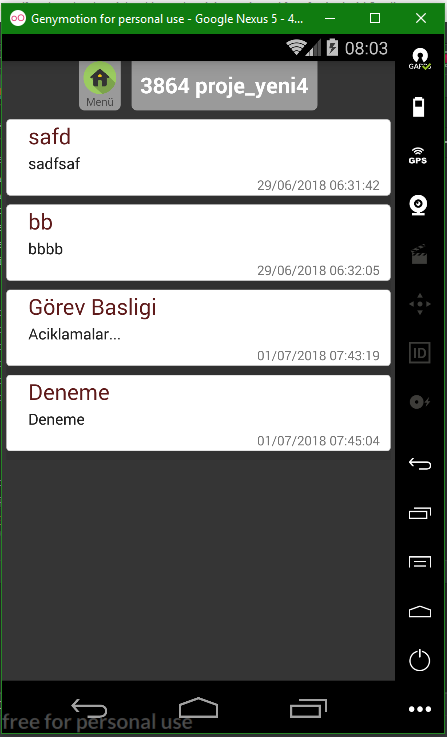 Genymotion for personal use - Google Nexus 5 - 4...
08:03
GAPPS
Menü
3864 proje_yeni4
safd
sadfsaf
29/06/2018 06:31:42
GPS
bb
bbbb
29/06/2018 06:32:05
Görev Basligi
Aciklamalar...
01/07/2018 07:43:19
ID
Deneme
Deneme
01/07/2018 07:45:04
free for personal use